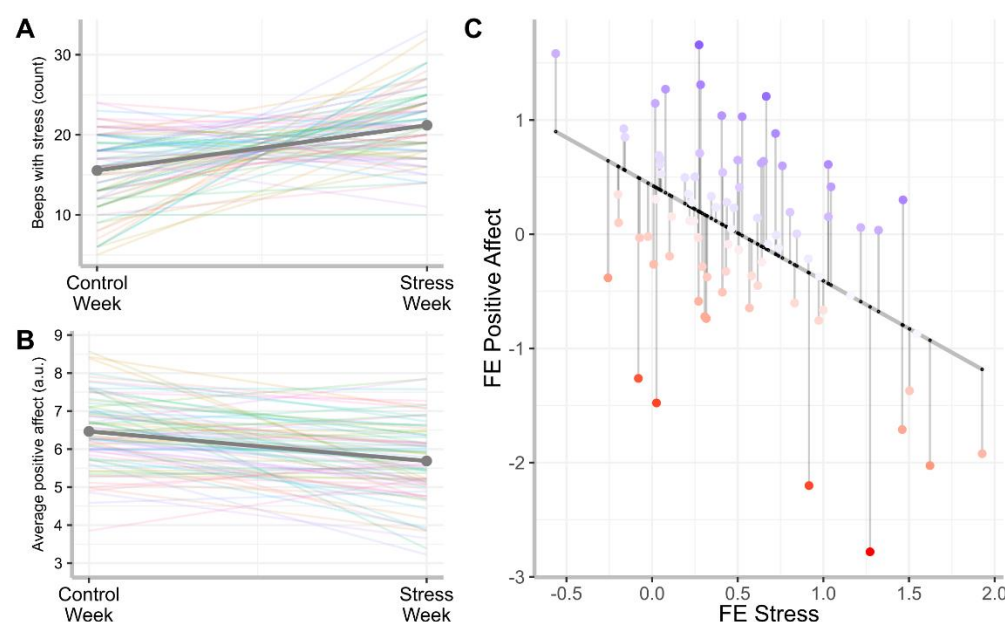 A
Beeps with stress (count)
30
20
10
Control
Week
Stress
Week
B
Average positive affect (a.u.)
9
8
7
6
5
4
3
Control
Week
Stress
Week
C
FE Positive Affect
1
0
-1
-2
-3
-0.5
0.0
0.5
1.0
1.5
2.0
FE Stress